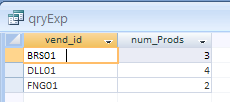 qryExp
vend_id num_Prods
BRS01 3
DLL01 4
FNG01 2